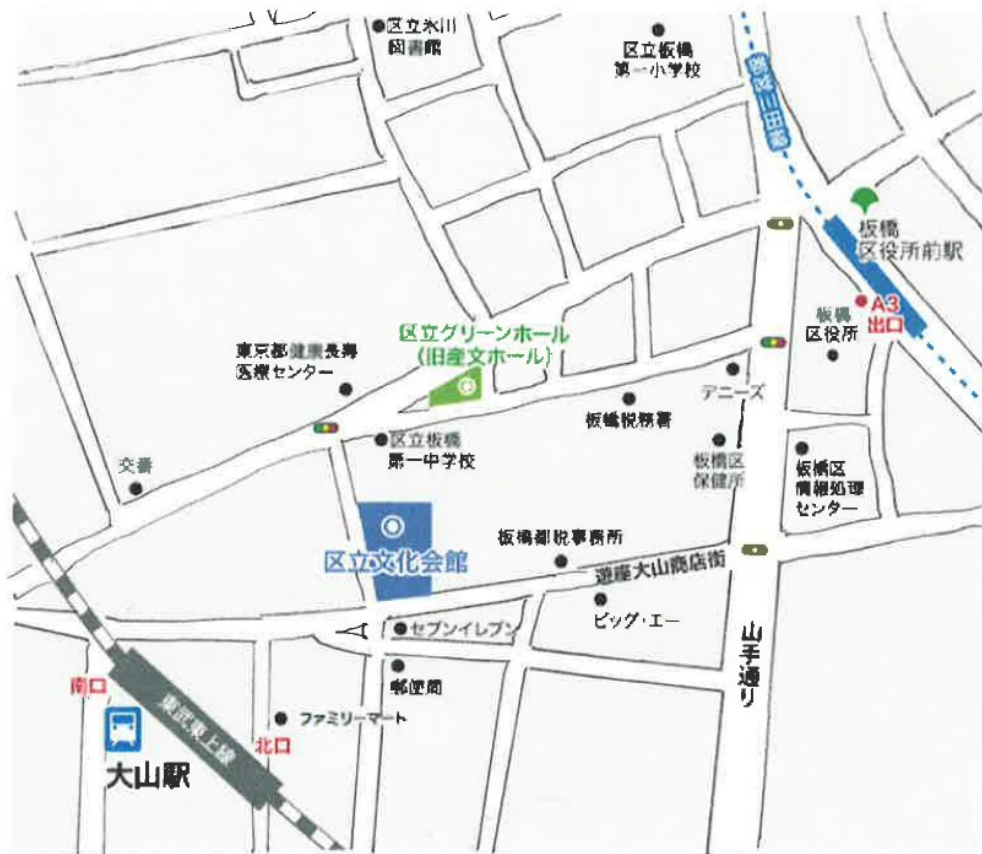 区立氷川
図書館
区立板橋
第一小学校
都営三田線
板橋
区役所前駅
A3
出口
板橋
区役所
区立グリーンホール
(旧産文ホール)
東京都健康長寿
医療センター
アニーズ
板橋税務署
区立板橋
第一中学校
交番
板橋区
保健所
板橋区
情報処理
センター
区立文化会館
板橋都税事務所
遊座大山商店街
ビッグ・エー
セブンイレブン
郵便局
山手通り
南口
東武東上線
北口
ファミリーマート
大山駅